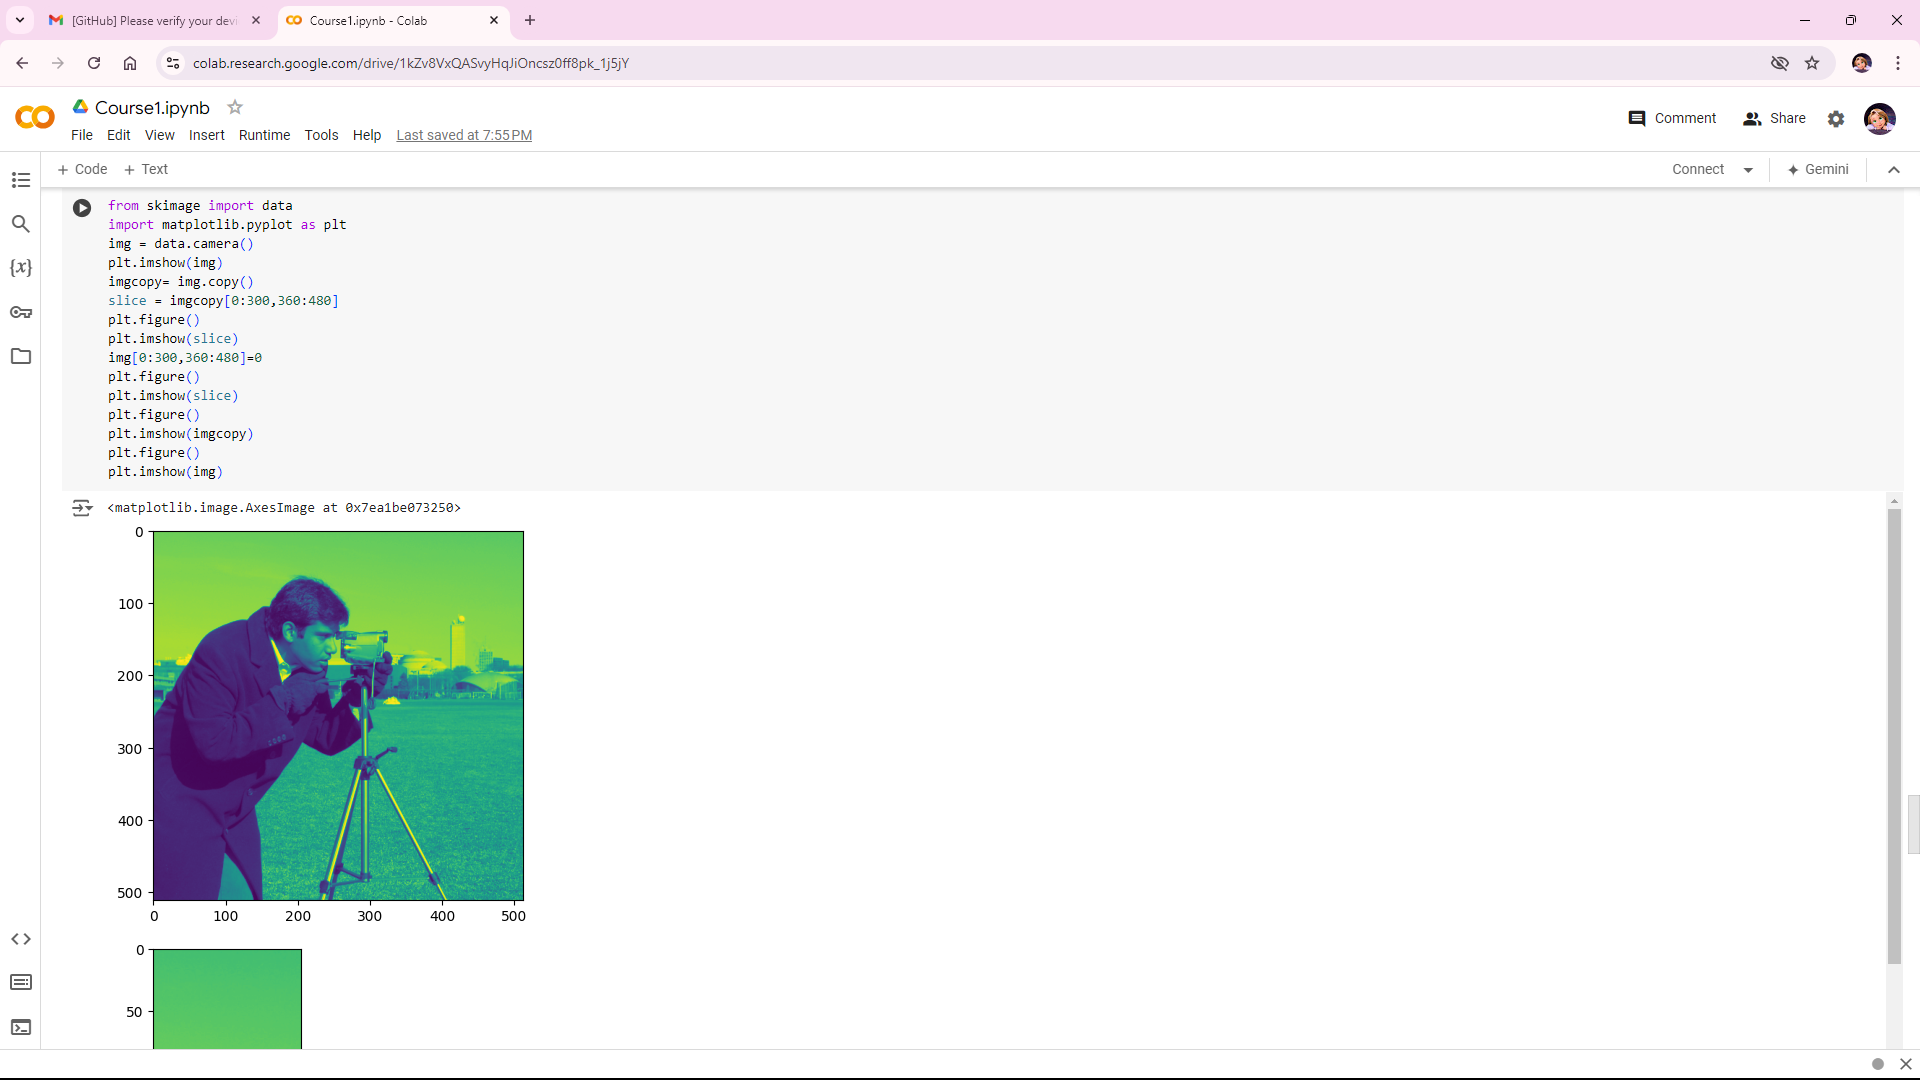 [GitHub] Please verify your devi
Course1.ipynb - Colab
colab.research.google.com/drive/1kZv8VxQASvyHqJiOncsz0ff8pk_1j5jY
Course1.ipynb
Comment
Share
File Edit View Insert Runtime Tools Help Last saved at 7:55 PM
+ Code + Text
Connect
Gemini
from skimage import data
import matplotlib.pyplot as plt
img = data.camera()
plt.imshow(img)
imgcopy= img.copy()
slice = imgcopy[0:300,360:480]
plt.figure()
plt.imshow(slice)
img[0:300,360:480]=0
plt.figure()
plt.imshow(slice)
plt.figure()
plt.imshow(imgcopy)
plt.figure()
plt.imshow(img)
<matplotlib.image.AxesImage at 0x7ea1be073250>
0
100
200
300
400
500
0 100 200 300 400 500
0
50